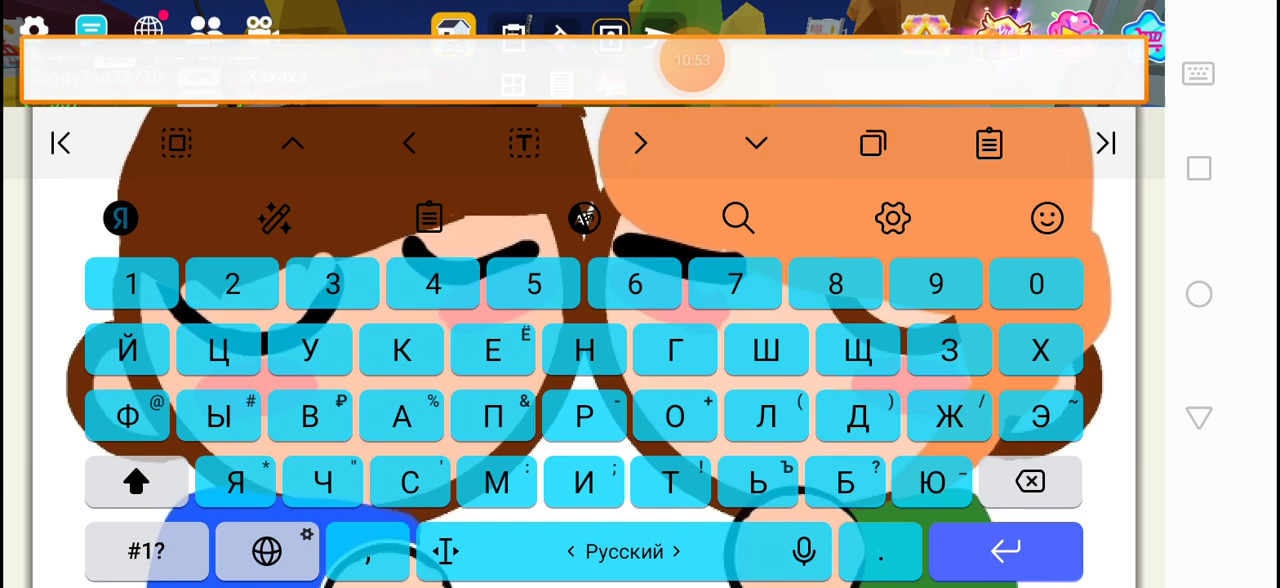 10:53
Хахаха
Я
1 2 3 4 5 6 7 8 9 0
Й Ц У К Е Ё Н Г Ш Щ З Х
Ф @ Ы # В ₽ А % П & Р - О + Л ( Д ) Ж / Э ~
Я * Ч " С ' М : И ; Т ! Ь Ъ Б ? Ю –
#1? , < Русский > .